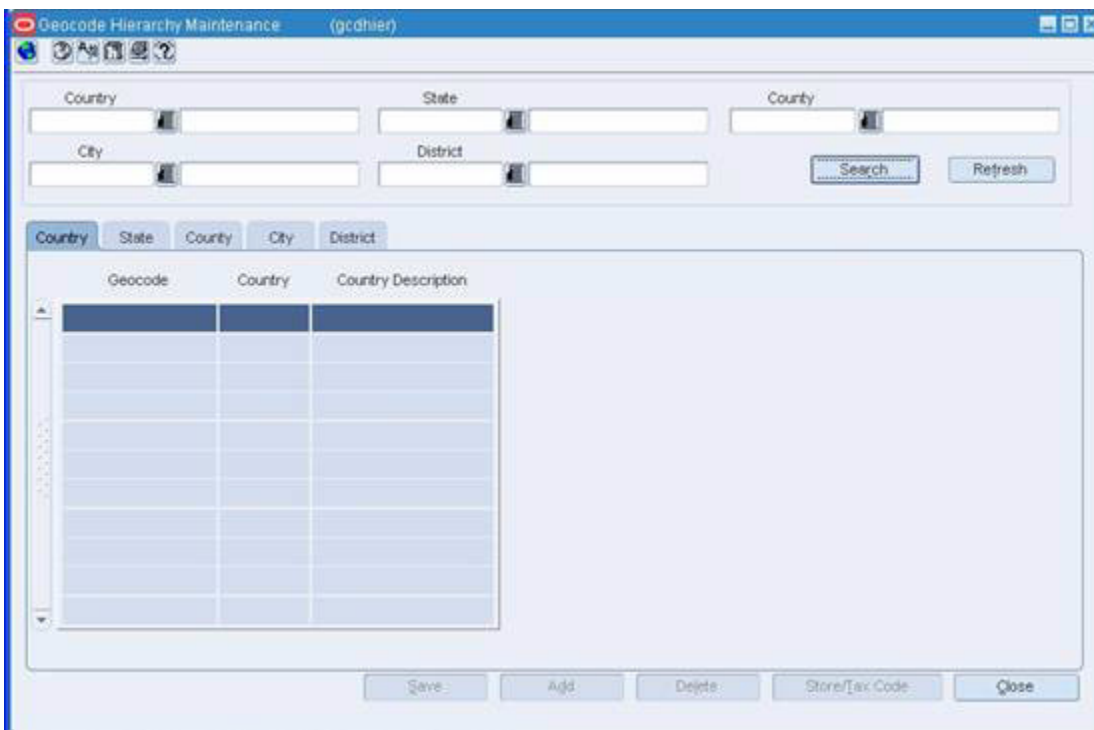 Geocode Hierarchy Maintenance (gcdhier)
Country State County
City District
Search Refresh
Country State County City District
Geocode Country Country Description
Save Add Delete Store/Tax Code Close